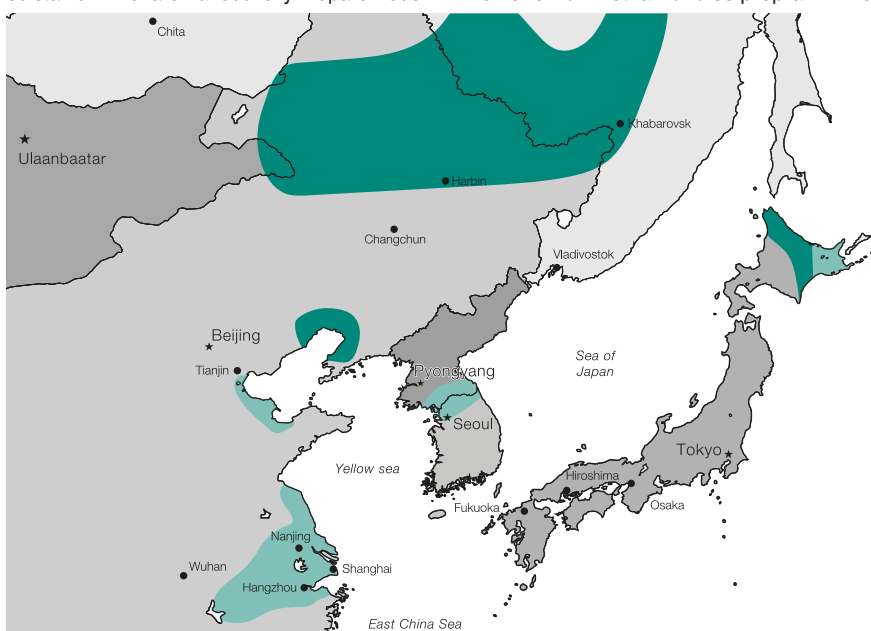 Chita
Khabarovsk
Ulaanbaatar
Harbin
Changchun
Vladivostok
Beijing
Tianjin
Pyongyang
Sea of
Japan
Seoul
Tokyo
Yellow sea
Hiroshima
Fukuoka
Osaka
Nanjing
Wuhan
Shanghai
Hangzhou
East China Sea